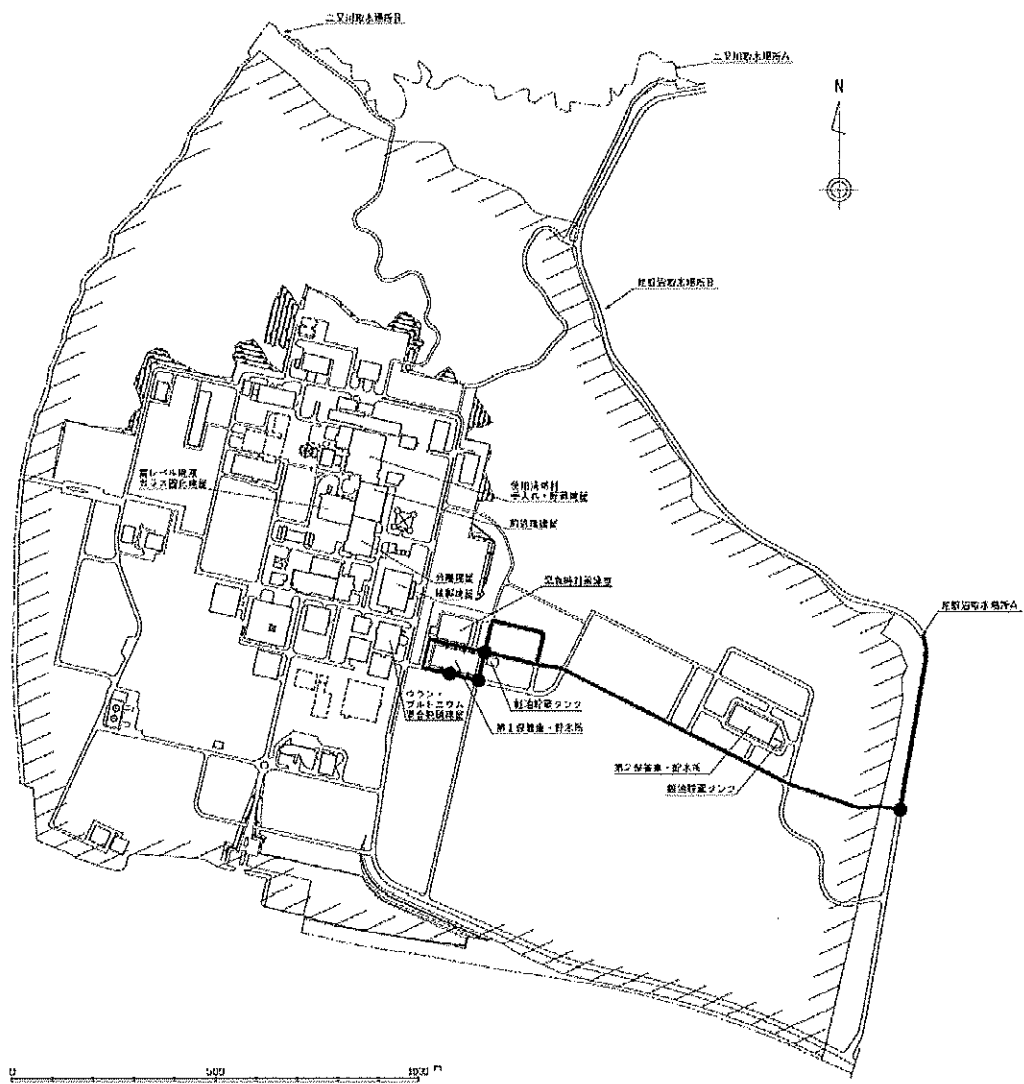 二又川取水場所B
二又川取水場所A
N
尾駮沼取水場所B
高レベル廃液
ガラス固化建屋
使用済燃料
受入れ・貯蔵建屋
前処理建屋
分離建屋
精製建屋
緊急時対策建屋
尾駮沼取水場所A
ウラン・
プルトニウム
混合脱硝建屋
軽油貯蔵タンク
第1保管庫・貯水所
第2保管庫・貯水所
軽油貯蔵タンク
0 500 1000 m